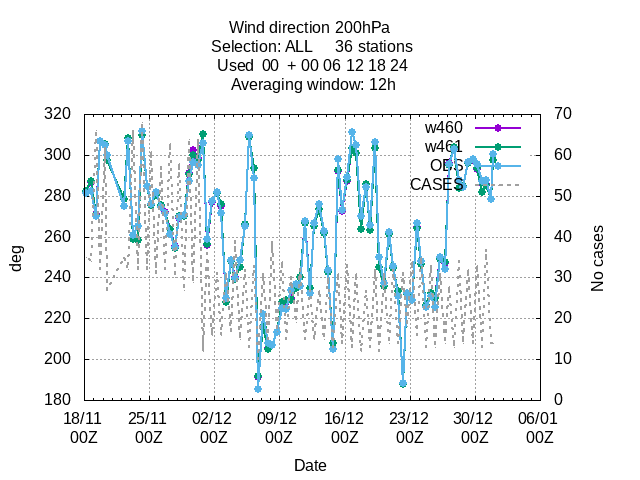 Wind direction 200hPa
Selection: ALL 36 stations
Used 00 + 00 06 12 18 24
Averaging window: 12h
320
300
280
260
240
220
200
180
deg
70
60
50
40
30
20
10
0
No cases
w460
w461
OBS
CASES
18/11 25/11 02/12 09/12 16/12 23/12 30/12 06/01
00Z 00Z 00Z 00Z 00Z 00Z 00Z 00Z
Date